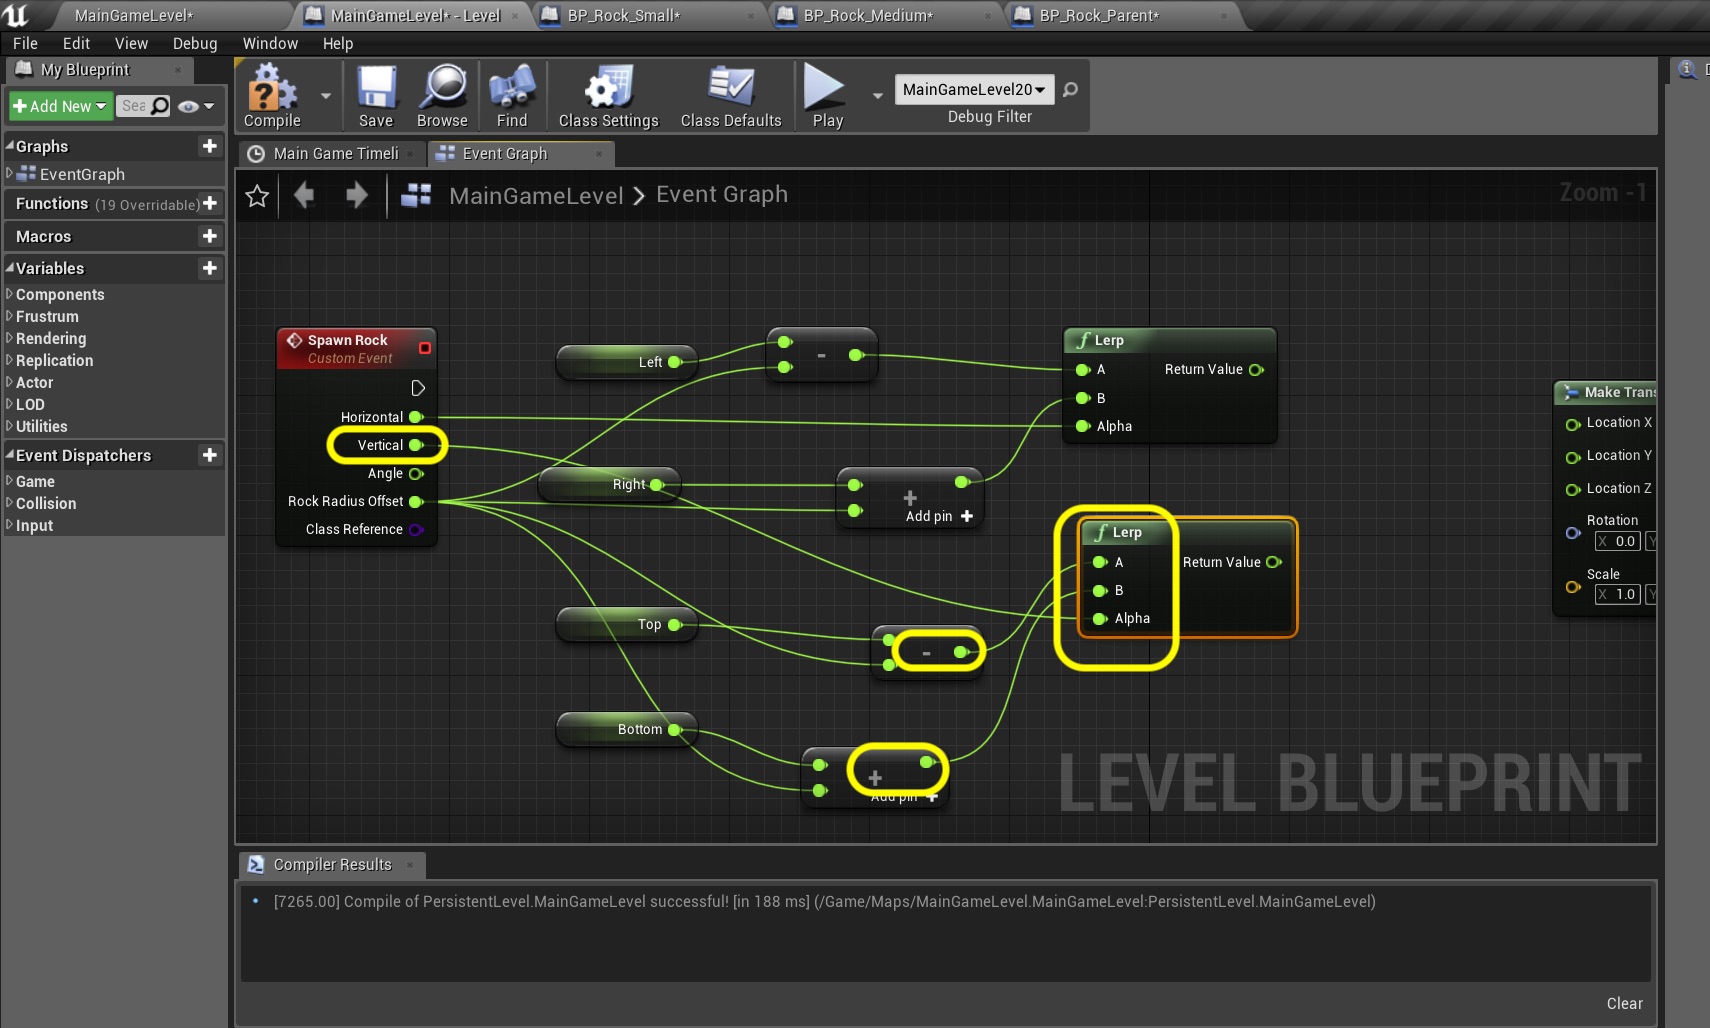 MainGameLevel*
MainGameLevel* - Level
BP_Rock_Small*
BP_Rock_Medium*
BP_Rock_Parent*
File Edit View Debug Window Help
My Blueprint
Add New
Sea
Compile
Save
Browse
Find
Class Settings
Class Defaults
Play
MainGameLevel20
Debug Filter
Graphs
EventGraph
Functions (19 Overridable)
Macros
Variables
Components
Frustrum
Rendering
Replication
Actor
LOD
Utilities
Event Dispatchers
Game
Collision
Input
Main Game Timeli
Event Graph
MainGameLevel > Event Graph
Zoom -1
Spawn Rock
Custom Event
Horizontal
Vertical
Angle
Rock Radius Offset
Class Reference
Left
-
Lerp
A Return Value
B
Alpha
Right
+
Add pin +
Lerp
A Return Value
B
Alpha
Top
-
Bottom
+
Add pin +
Make Trans
Location X
Location Y
Location Z
Rotation
X 0.0 Y
Scale
X 1.0 Y
LEVEL BLUEPRINT
Compiler Results
[7265.00] Compile of PersistentLevel.MainGameLevel successful! [in 188 ms] (/Game/Maps/MainGameLevel.MainGameLevel:PersistentLevel.MainGameLevel)
Clear